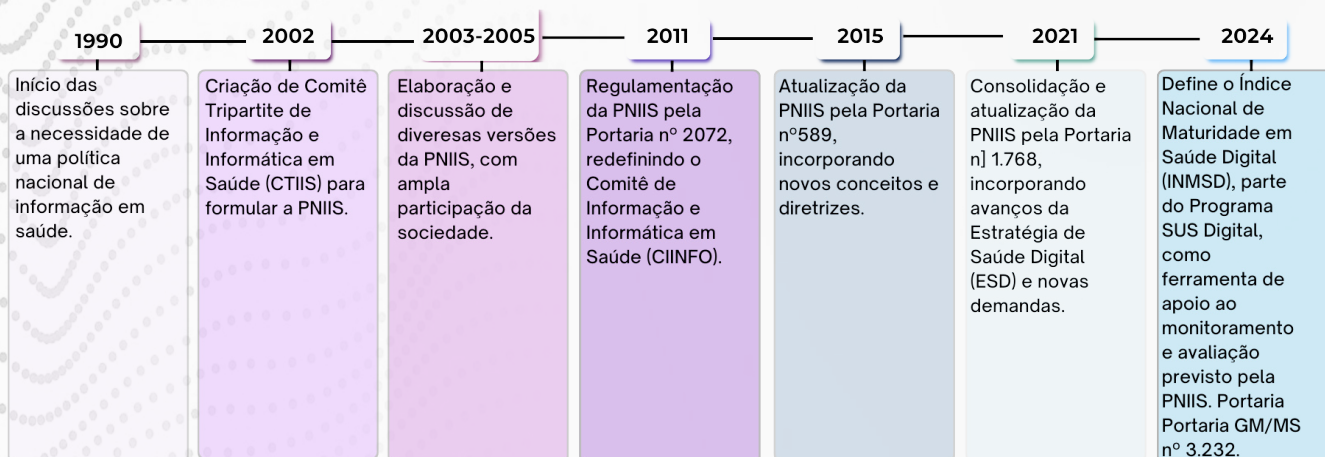 1990
Início das
discussões sobre
a necessidade de
uma política
nacional de
informação em
saúde.
2002
Criação de Comitê
Tripartite de
Informação e
Informática em
Saúde (CTIIS) para
formular a PNIIS.
2003-2005
Elaboração e
discussão de
diveresas versões
da PNIIS, com
ampla
participação da
sociedade.
2011
Regulamentação
da PNIIS pela
Portaria nº 2072,
redefinindo o
Comitê de
Informação e
Informática em
Saúde (CIINFO).
2015
Atualização da
PNIIS pela Portaria
nº589,
incorporando
novos conceitos e
diretrizes.
2021
Consolidação e
atualização da
PNIIS pela Portaria
n] 1.768,
incorporando
avanços da
Estratégia de
Saúde Digital
(ESD) e novas
demandas.
2024
Define o Índice
Nacional de
Maturidade em
Saúde Digital
(INMSD), parte
do Programa
SUS Digital,
como
ferramenta de
apoio ao
monitoramento
e avaliação
previsto pela
PNIIS. Portaria
Portaria GM/MS
nº 3.232.